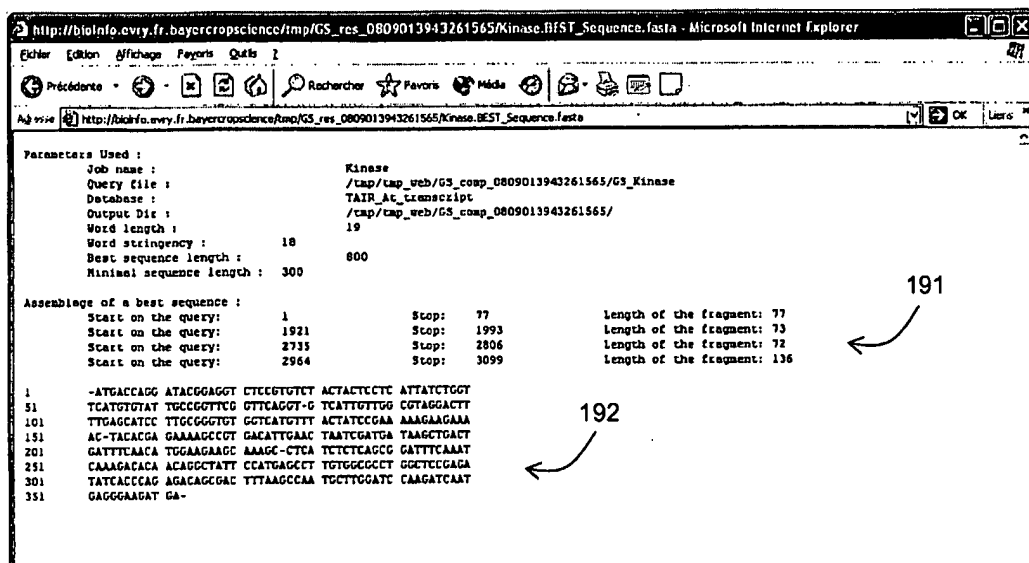 http://bioinfo.evry.fr.bayercropscience/tmp/GS_res_0809013943261565/Kinase.BEST_Sequence.fasta - Microsoft Internet Explorer
Eichier Edition Affichage Favoris Outils ?
Précédente Rechercher Favoris Média
Adresse http://bioinfo.evry.fr.bayercropscience/tmp/GS_res_0809013943261565/Kinase.BEST_Sequence.fasta OK Liens »
Parameters Used :
Job name : Kinase
Query file : /tmp/tmp_web/GS_comp_0809013943261565/GS_Kinase
Database : TAIR_At_transcript
Output Dir : /tmp/tmp_web/GS_comp_0809013943261565/
Word length : 19
Word stringency : 18
Best sequence length : 800
Minimal sequence length : 300
191
Assemblage of a best sequence :
Start on the query: 1 Stop: 77 Length of the fragment: 77
Start on the query: 1921 Stop: 1993 Length of the fragment: 73
Start on the query: 2735 Stop: 2806 Length of the fragment: 72
Start on the query: 2964 Stop: 3099 Length of the fragment: 136
1 -ATGACCAGG ATACGGAGGT CTCCGTGTCT ACTACTCCTC ATTATCTGGT
51 TCATGTGTAT TGCCGGTTCG GTTCAGGT-G TCATTGTTGG CGTAGGACTT
101 TTGAGCATCC TTGCGGGTGT GGTCATGTTT ACTATCCGAA AAAGAAGAAA
151 AC-TACACGA GAAAAGCCGT GACATTGAAC TAATCGATGA TAAGCTGACT
201 GATTTCAACA TGGAAGAAGC AAAGC-CTCA TCTCTCAGCG GATTTCAAAT
251 CAAAGACACA ACAGGCTATT CCATGAGCCT TGTGGCGCCT GGCTCCGAGA
301 TATCACCCAG AGACAGCGAC TTTAAGCCAA TGCTTGGATC CAAGATCAAT
351 GAGGGAAGAT GA-
192